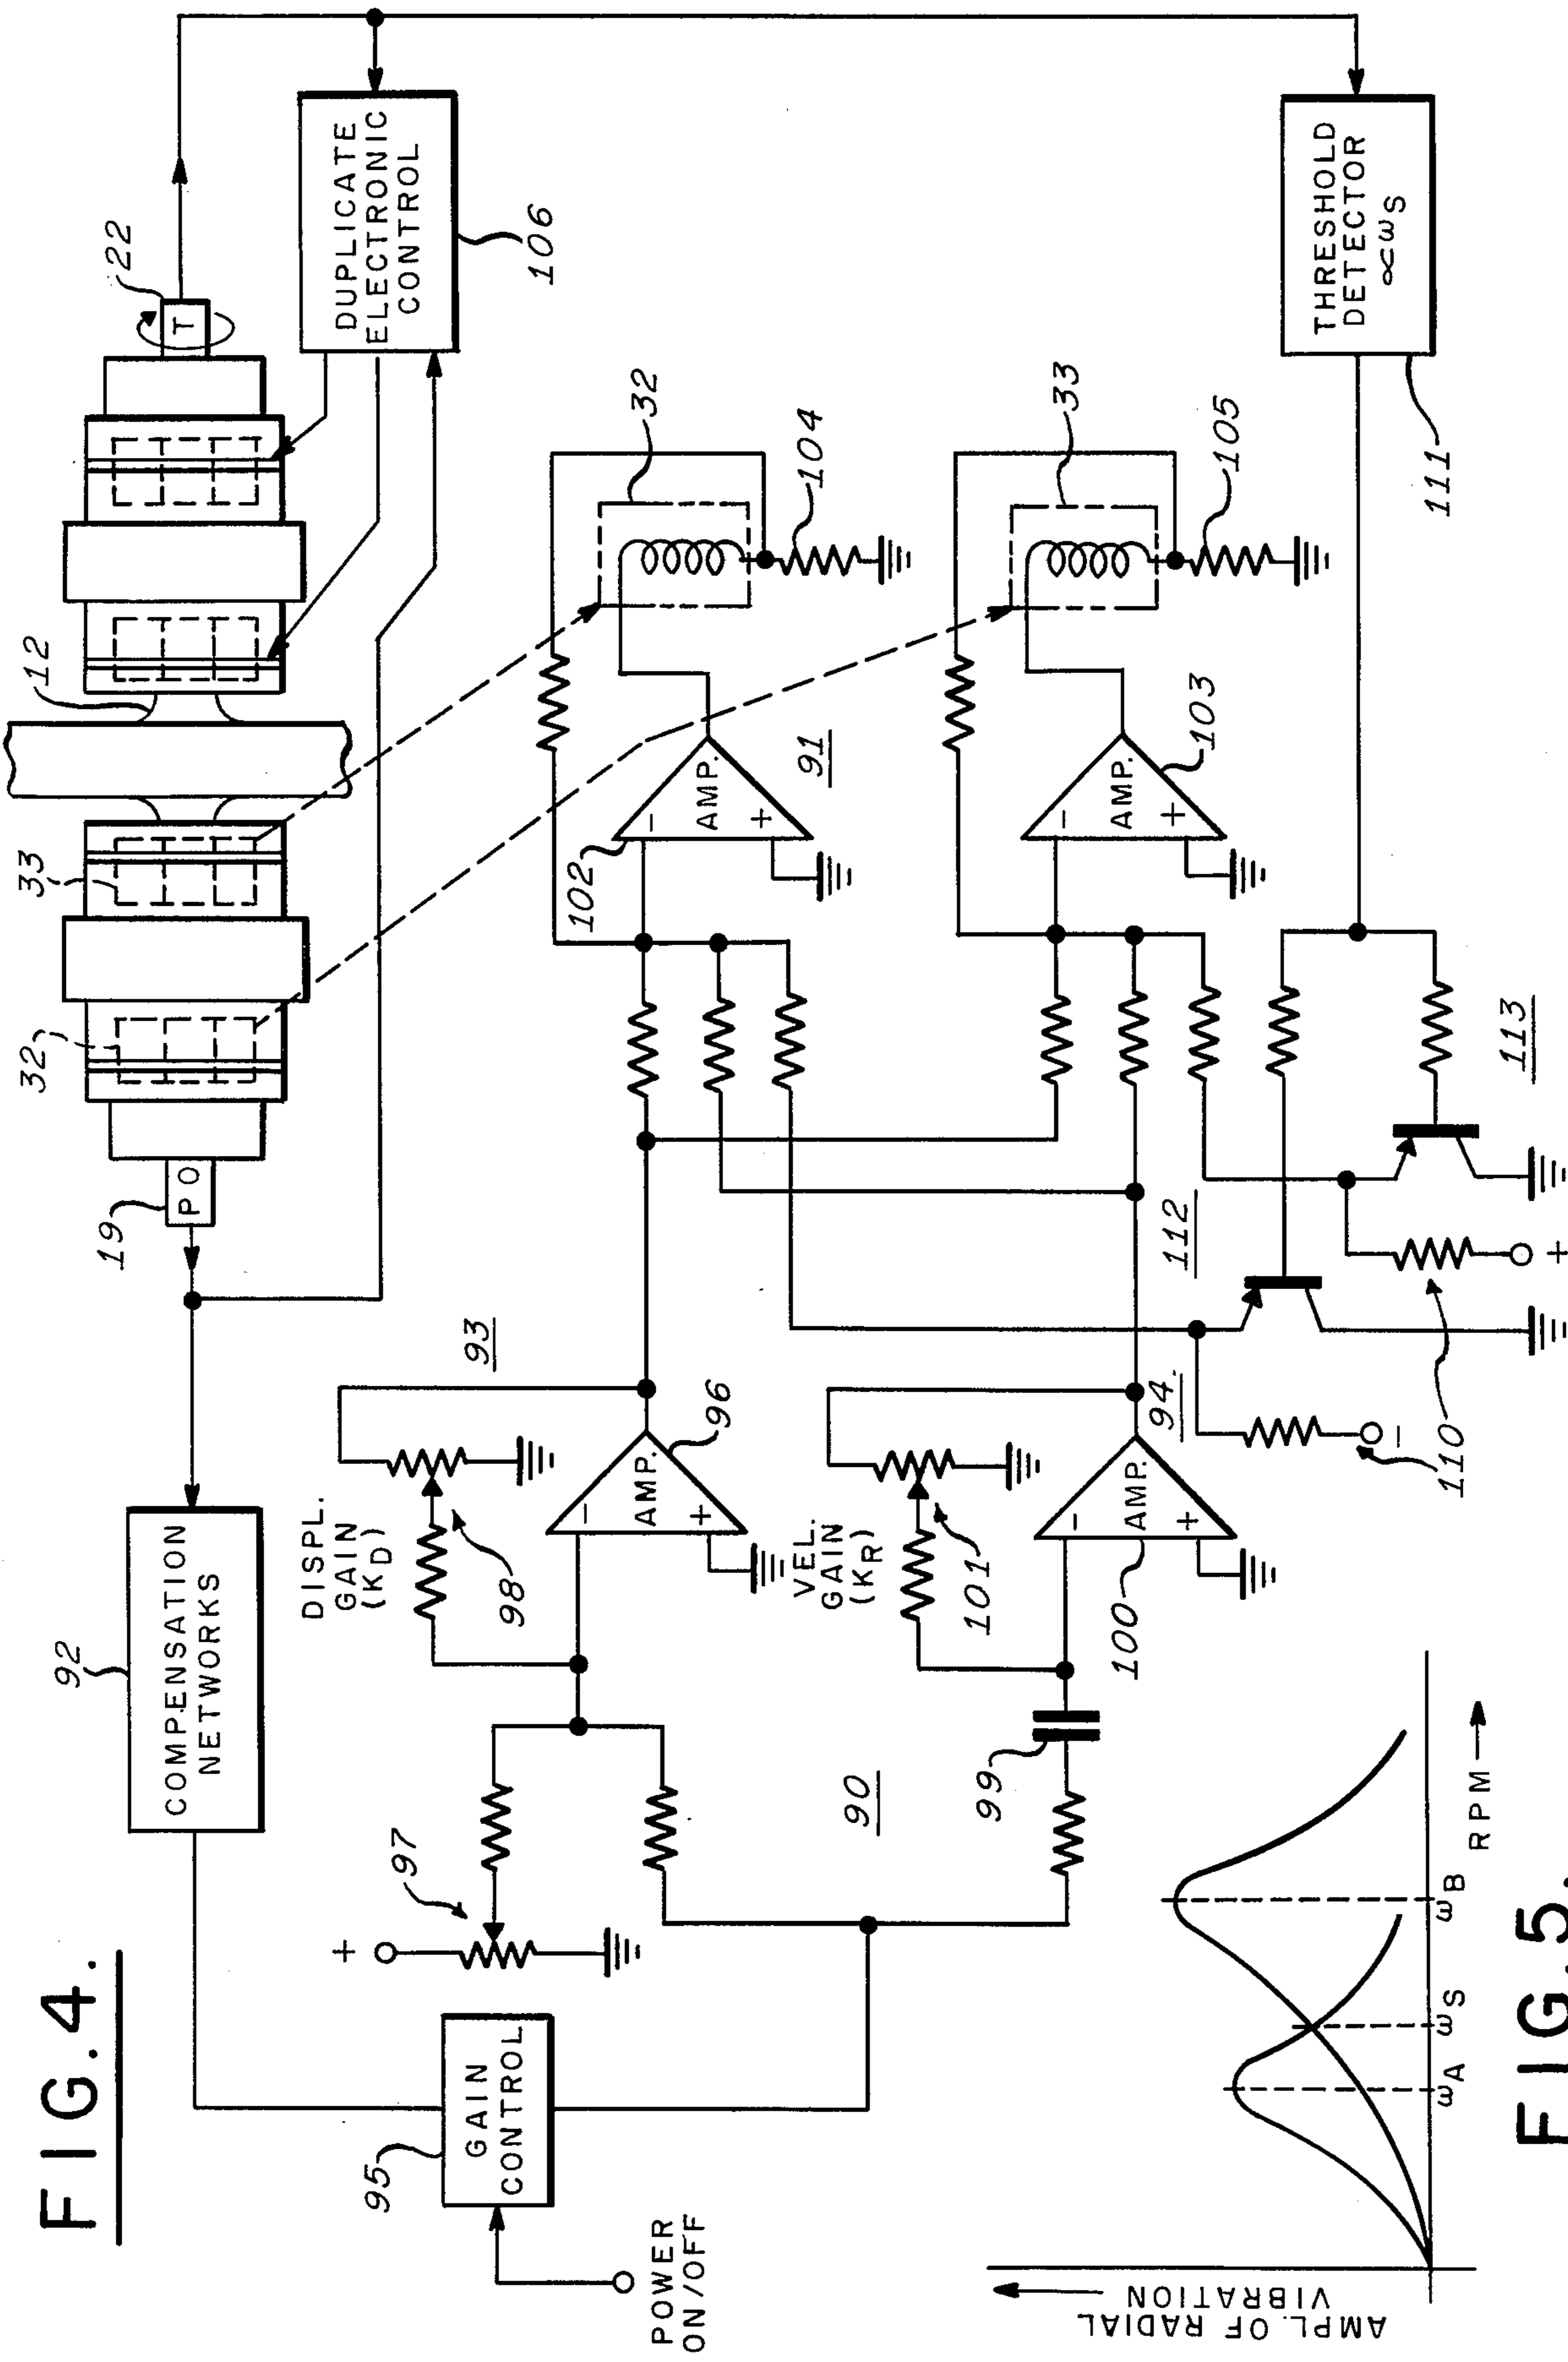 FIG.4.
92
COMPENSATION
NETWORKS
19
PO
32
33
12
22
T
DUPLICATE
ELECTRONIC
CONTROL
106
95
GAIN
CONTROL
POWER
ON/OFF
+
97
DISPL.
GAIN
(KD)
98
93
-
AMP.
+
96
90
99
VEL.
GAIN
(KR)
101
-
AMP.
+
100
94
102
-
AMP.
+
91
32
104
-
AMP.
+
103
33
105
112
110
-
+
113
THRESHOLD
DETECTOR
∝ωS
111
AMPL. OF RADIAL
VIBRATION
ωA
ωS
ωB
RPM
FIG.5.